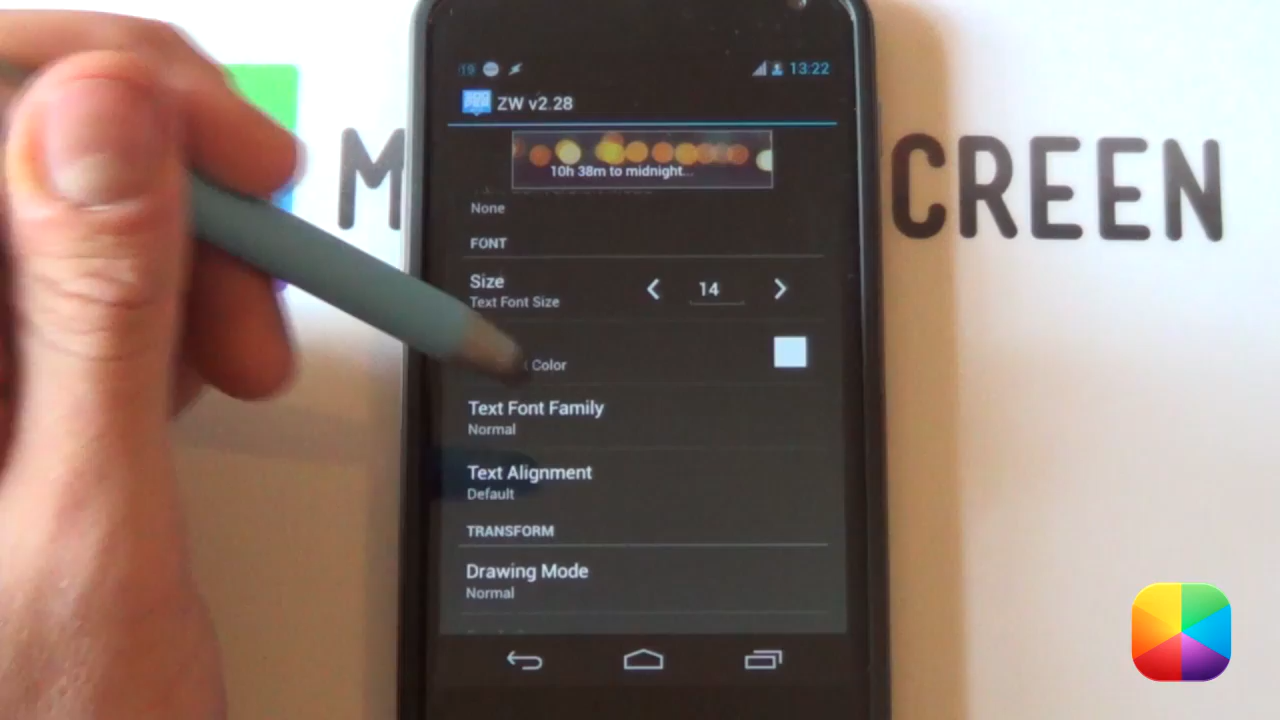 19
13:22
ZW v2.28
10h 38m to midnight...
None
M
CREEN
FONT
Size
Text Font Size
14
Color
Text Font Family
Normal
Text Alignment
Default
TRANSFORM
Drawing Mode
Normal